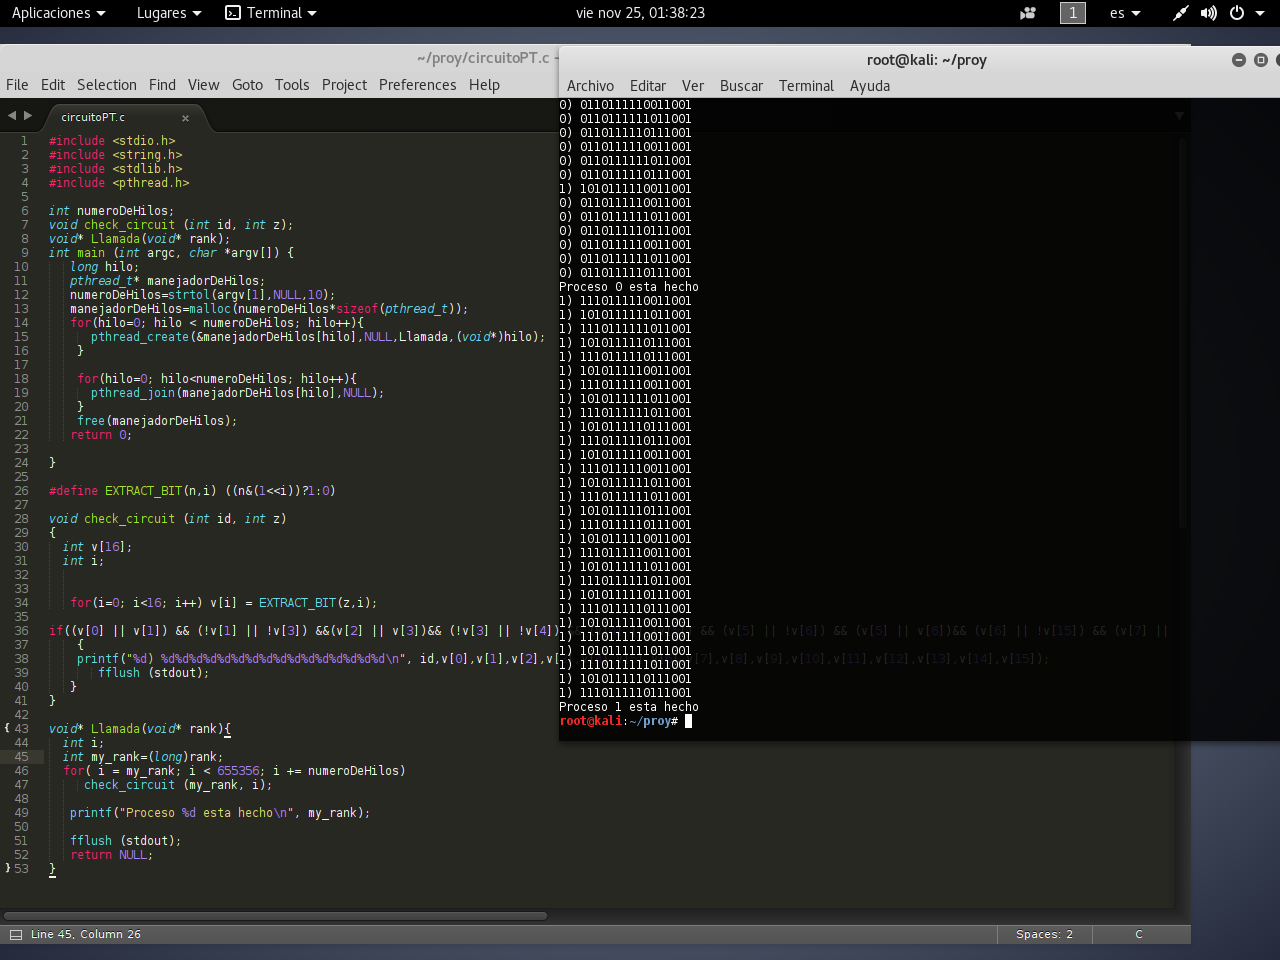 Aplicaciones Lugares Terminal vie nov 25, 01:38:23 1 es
~/proy/circuitoPT.c -
File Edit Selection Find View Goto Tools Project Preferences Help
circuitoPT.c ×
1 #include <stdio.h>
2 #include <string.h>
3 #include <stdlib.h>
4 #include <pthread.h>
5
6 int numeroDeHilos;
7 void check_circuit (int id, int z);
8 void* Llamada(void* rank);
9 int main (int argc, char *argv[]) {
10 long hilo;
11 pthread_t* manejadorDeHilos;
12 numeroDeHilos=strtol(argv[1],NULL,10);
13 manejadorDeHilos=malloc(numeroDeHilos*sizeof(pthread_t));
14 for(hilo=0; hilo < numeroDeHilos; hilo++){
15 pthread_create(&manejadorDeHilos[hilo],NULL,Llamada,(void*)hilo);
16 }
17
18 for(hilo=0; hilo<numeroDeHilos; hilo++){
19 pthread_join(manejadorDeHilos[hilo],NULL);
20 }
21 free(manejadorDeHilos);
22 return 0;
23
24 }
25
26 #define EXTRACT_BIT(n,i) ((n&(1<<i))?1:0)
27
28 void check_circuit (int id, int z)
29 {
30 int v[16];
31 int i;
32
33
34 for(i=0; i<16; i++) v[i] = EXTRACT_BIT(z,i);
35
36 if((v[0] || v[1]) && (!v[1] || !v[3]) &&(v[2] || v[3])&& (!v[3] || !v[4]) && (v[5] || !v[6]) && (v[5] || v[6])&& (v[6] || !v[15]) && (v[7] ||
37 {
38 printf("%d) %d%d%d%d%d%d%d%d%d%d%d%d%d%d%d%d\n", id,v[0],v[1],v[2],v[7],v[8],v[9],v[10],v[11],v[12],v[13],v[14],v[15]);
39 fflush (stdout);
40 }
41 }
42
43 void* Llamada(void* rank){
44 int i;
45 int my_rank=(long)rank;
46 for( i = my_rank; i < 655356; i += numeroDeHilos)
47 check_circuit (my_rank, i);
48
49 printf("Proceso %d esta hecho\n", my_rank);
50
51 fflush (stdout);
52 return NULL;
53 }
Line 45, Column 26 Spaces: 2 C
root@kali: ~/proy
Archivo Editar Ver Buscar Terminal Ayuda
0) 0110111110011001
0) 0110111111011001
0) 0110111110111001
0) 0110111110011001
0) 0110111111011001
0) 0110111110111001
1) 1010111110011001
0) 0110111110011001
0) 0110111111011001
0) 0110111110111001
0) 0110111110011001
0) 0110111111011001
0) 0110111110111001
Proceso 0 esta hecho
1) 1110111110011001
1) 1010111111011001
1) 1110111111011001
1) 1010111110111001
1) 1110111110111001
1) 1010111110011001
1) 1110111110011001
1) 1010111111011001
1) 1110111111011001
1) 1010111110111001
1) 1110111110111001
1) 1010111110011001
1) 1110111110011001
1) 1010111111011001
1) 1110111111011001
1) 1010111110111001
1) 1110111110111001
1) 1010111110011001
1) 1110111110011001
1) 1010111111011001
1) 1110111111011001
1) 1010111110111001
1) 1110111110111001
1) 1010111110011001
1) 1110111110011001
1) 1010111111011001
1) 1110111111011001
1) 1010111110111001
1) 1110111110111001
Proceso 1 esta hecho
root@kali:~/proy#